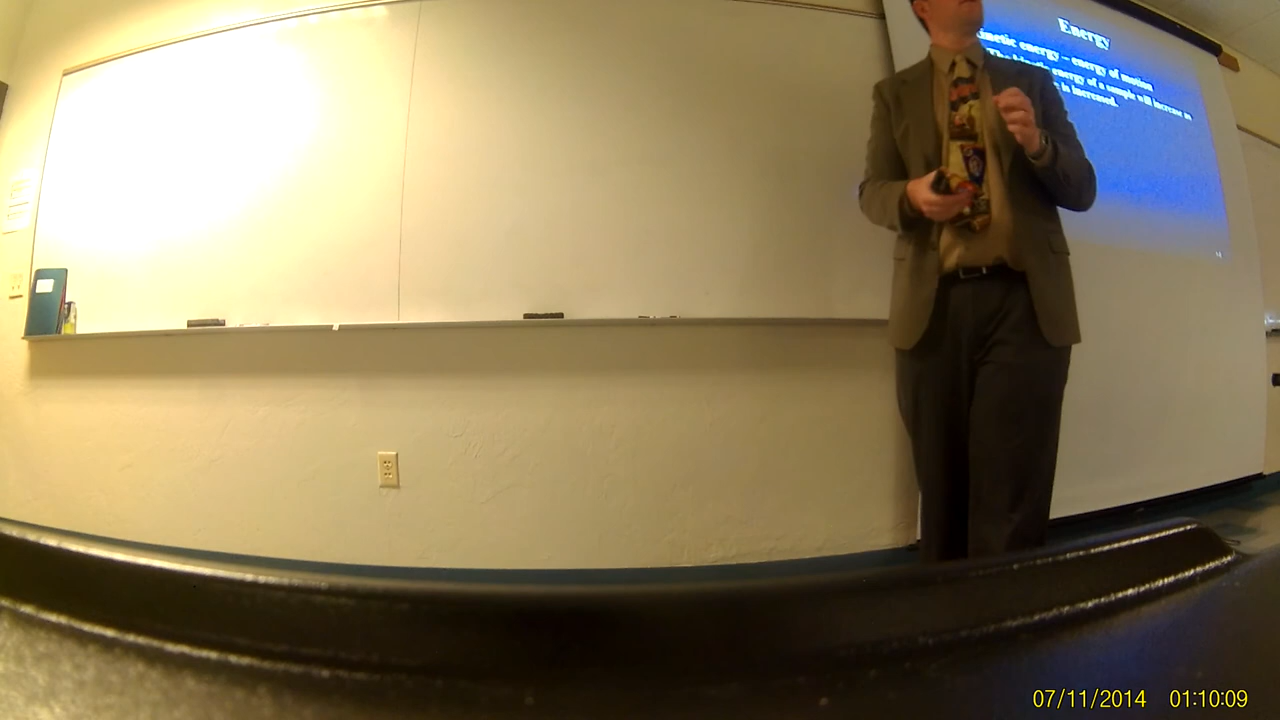 Energy
kinetic energy – energy of motion
The kinetic energy of a sample will increase as
is increased.
07/11/2014 01:10:09